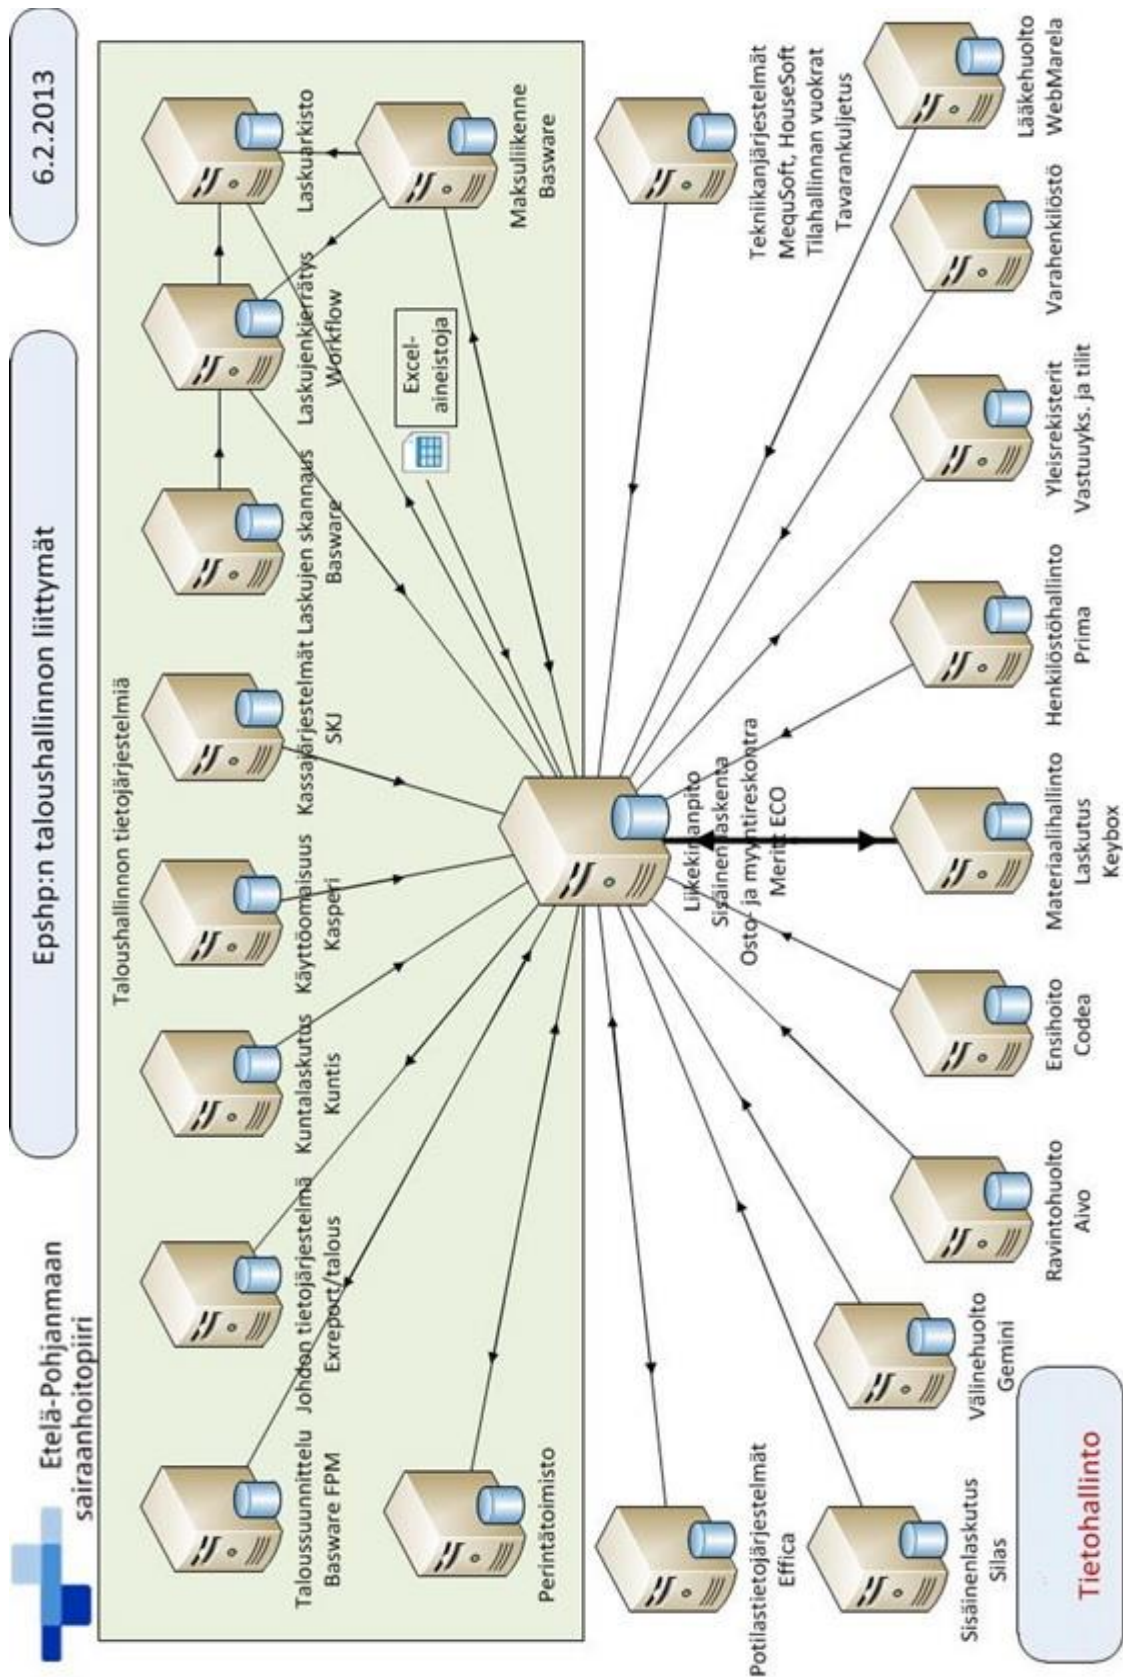 Etelä-Pohjanmaan
sairaanhoitopiiri
Epshp:n taloushallinnon liittymät
6.2.2013
Taloushallinnon tietojärjestelmiä
Taloussuunnittelu
Basware FPM
Johdon tietojärjestelmä
Exreport/talous
Kuntalaskutus
Kuntis
Käyttöomaisuus
Kasperi
Kassajärjestelmät
SKJ
Laskujen skannaus
Basware
Laskujenkierrätys
Workflow
Laskuarkisto
Excel-
aineistoja
Perintätoimisto
Maksuliikenne
Basware
Liikekirjanpito
Sisäinenlaskenta
Osto- ja myyntireskontra
Meritt ECO
Potilastietojärjestelmät
Effica
Tekniikanjärjestelmät
MequSoft, HouseSoft
Tilahallinnan vuokrat
Tavarankuljetus
Sisäinenlaskutus
Silas
Välinehuolto
Gemini
Ravintohuolto
Aivo
Ensihoito
Codea
Materiaalihallinto
Laskutus
Keybox
Henkilöstöhallinto
Prima
Yleisrekisterit
Vastuuyks. ja tilit
Varahenkilöstö
Lääkehuolto
WebMarela
Tietohallinto